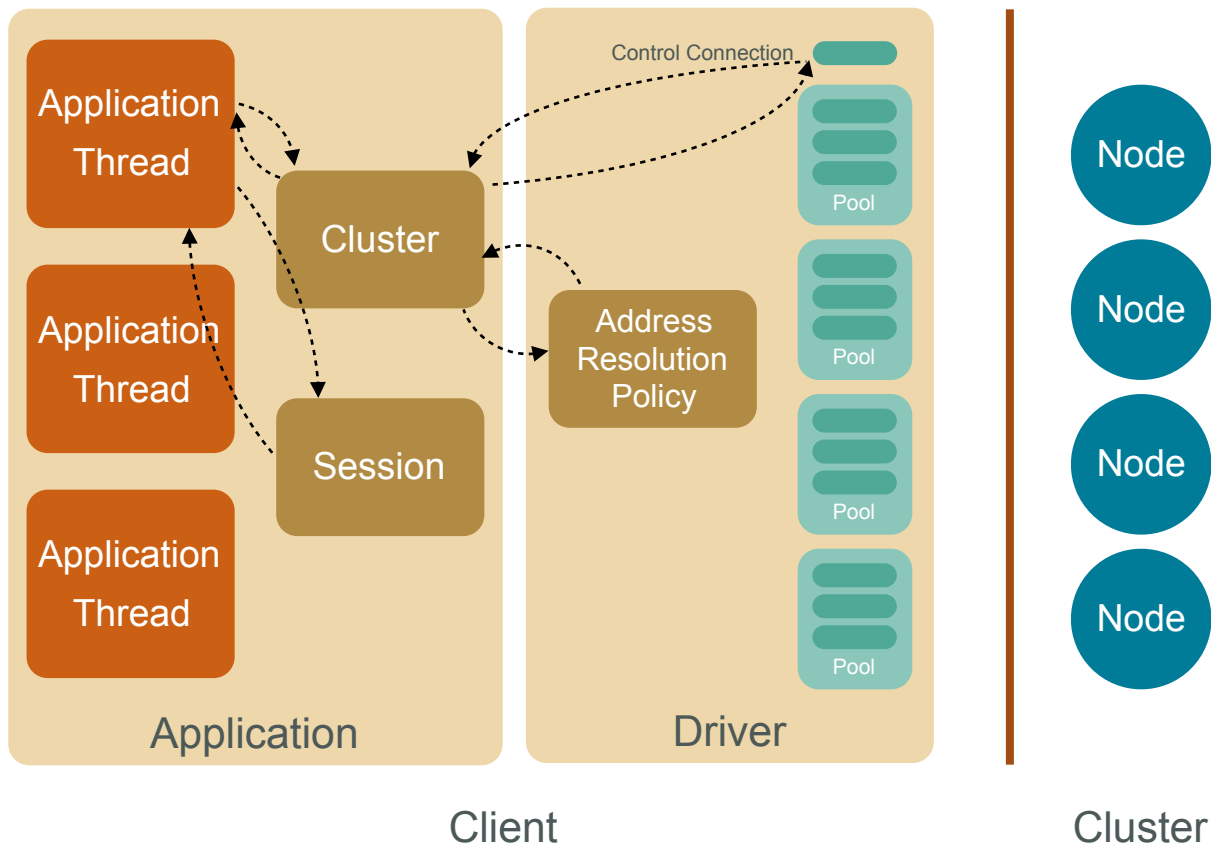 Control Connection
Application
Thread
Cluster
Application
Thread
Session
Application
Thread
Address
Resolution
Policy
Pool
Pool
Pool
Pool
Node
Node
Node
Node
Application
Driver
Client
Cluster